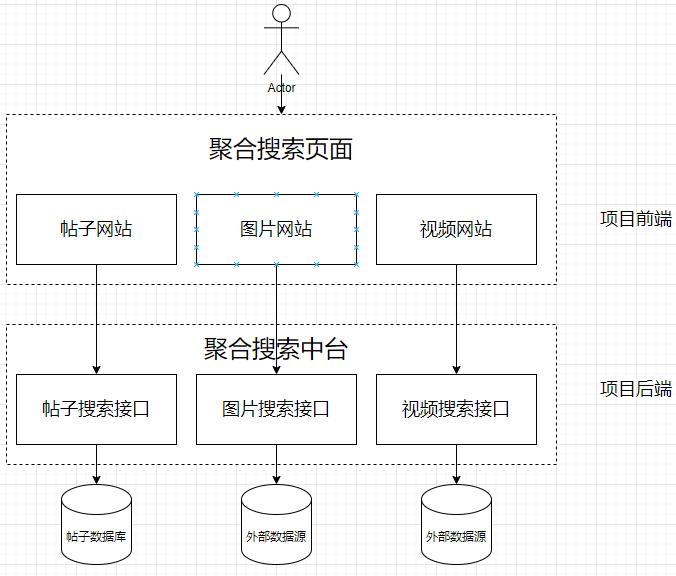 Actor
聚合搜索页面
帖子网站
图片网站
视频网站
项目前端
聚合搜索中台
项目后端
帖子搜索接口
图片搜索接口
视频搜索接口
帖子数据库
外部数据源
外部数据源